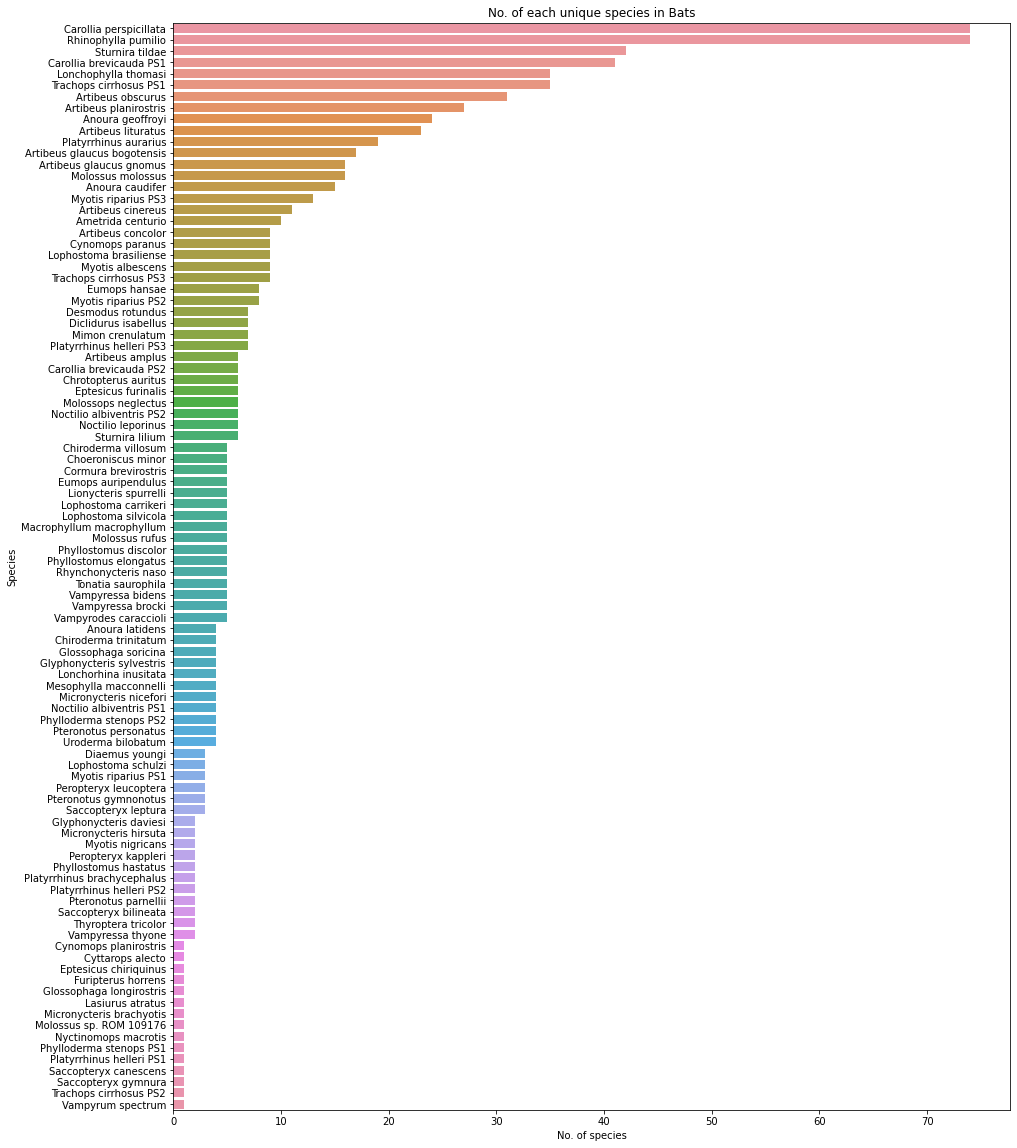 No. of each unique species in Bats
Carollia perspicillata
Rhinophylla pumilio
Sturnira tildae
Carollia brevicauda PS1
Lonchophylla thomasi
Trachops cirrhosus PS1
Artibeus obscurus
Artibeus planirostris
Anoura geoffroyi
Artibeus lituratus
Platyrrhinus aurarius
Artibeus glaucus bogotensis
Artibeus glaucus gnomus
Molossus molossus
Anoura caudifer
Myotis riparius PS3
Artibeus cinereus
Ametrida centurio
Artibeus concolor
Cynomops paranus
Lophostoma brasiliense
Myotis albescens
Trachops cirrhosus PS3
Eumops hansae
Myotis riparius PS2
Desmodus rotundus
Diclidurus isabellus
Mimon crenulatum
Platyrrhinus helleri PS3
Artibeus amplus
Carollia brevicauda PS2
Chrotopterus auritus
Eptesicus furinalis
Molossops neglectus
Noctilio albiventris PS2
Noctilio leporinus
Sturnira lilium
Chiroderma villosum
Choeroniscus minor
Cormura brevirostris
Eumops auripendulus
Lionycteris spurrelli
Lophostoma carrikeri
Lophostoma silvicola
Macrophyllum macrophyllum
Molossus rufus
Phyllostomus discolor
Phyllostomus elongatus
Rhynchonycteris naso
Tonatia saurophila
Vampyressa bidens
Vampyressa brocki
Vampyrodes caraccioli
Anoura latidens
Chiroderma trinitatum
Glossophaga soricina
Glyphonycteris sylvestris
Lonchorhina inusitata
Mesophylla macconnelli
Micronycteris nicefori
Noctilio albiventris PS1
Phylloderma stenops PS2
Pteronotus personatus
Uroderma bilobatum
Diaemus youngi
Lophostoma schulzi
Myotis riparius PS1
Peropteryx leucoptera
Pteronotus gymnonotus
Saccopteryx leptura
Glyphonycteris daviesi
Micronycteris hirsuta
Myotis nigricans
Peropteryx kappleri
Phyllostomus hastatus
Platyrrhinus brachycephalus
Platyrrhinus helleri PS2
Pteronotus parnellii
Saccopteryx bilineata
Thyroptera tricolor
Vampyressa thyone
Cynomops planirostris
Cyttarops alecto
Eptesicus chiriquinus
Furipterus horrens
Glossophaga longirostris
Lasiurus atratus
Micronycteris brachyotis
Molossus sp. ROM 109176
Nyctinomops macrotis
Phylloderma stenops PS1
Platyrrhinus helleri PS1
Saccopteryx canescens
Saccopteryx gymnura
Trachops cirrhosus PS2
Vampyrum spectrum
Species
0 10 20 30 40 50 60 70
No. of species